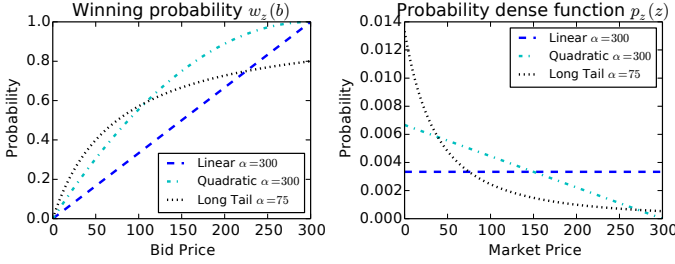 Winning probability w_z(b)
Probability
1.0
0.8
0.6
0.4
0.2
0.0
Linear α=300
Quadratic α=300
Long Tail α=75
0 50 100 150 200 250 300
Bid Price
Probability dense function p_z(z)
Probability
0.014
0.012
0.010
0.008
0.006
0.004
0.002
0.000
Linear α=300
Quadratic α=300
Long Tail α=75
0 50 100 150 200 250 300
Market Price